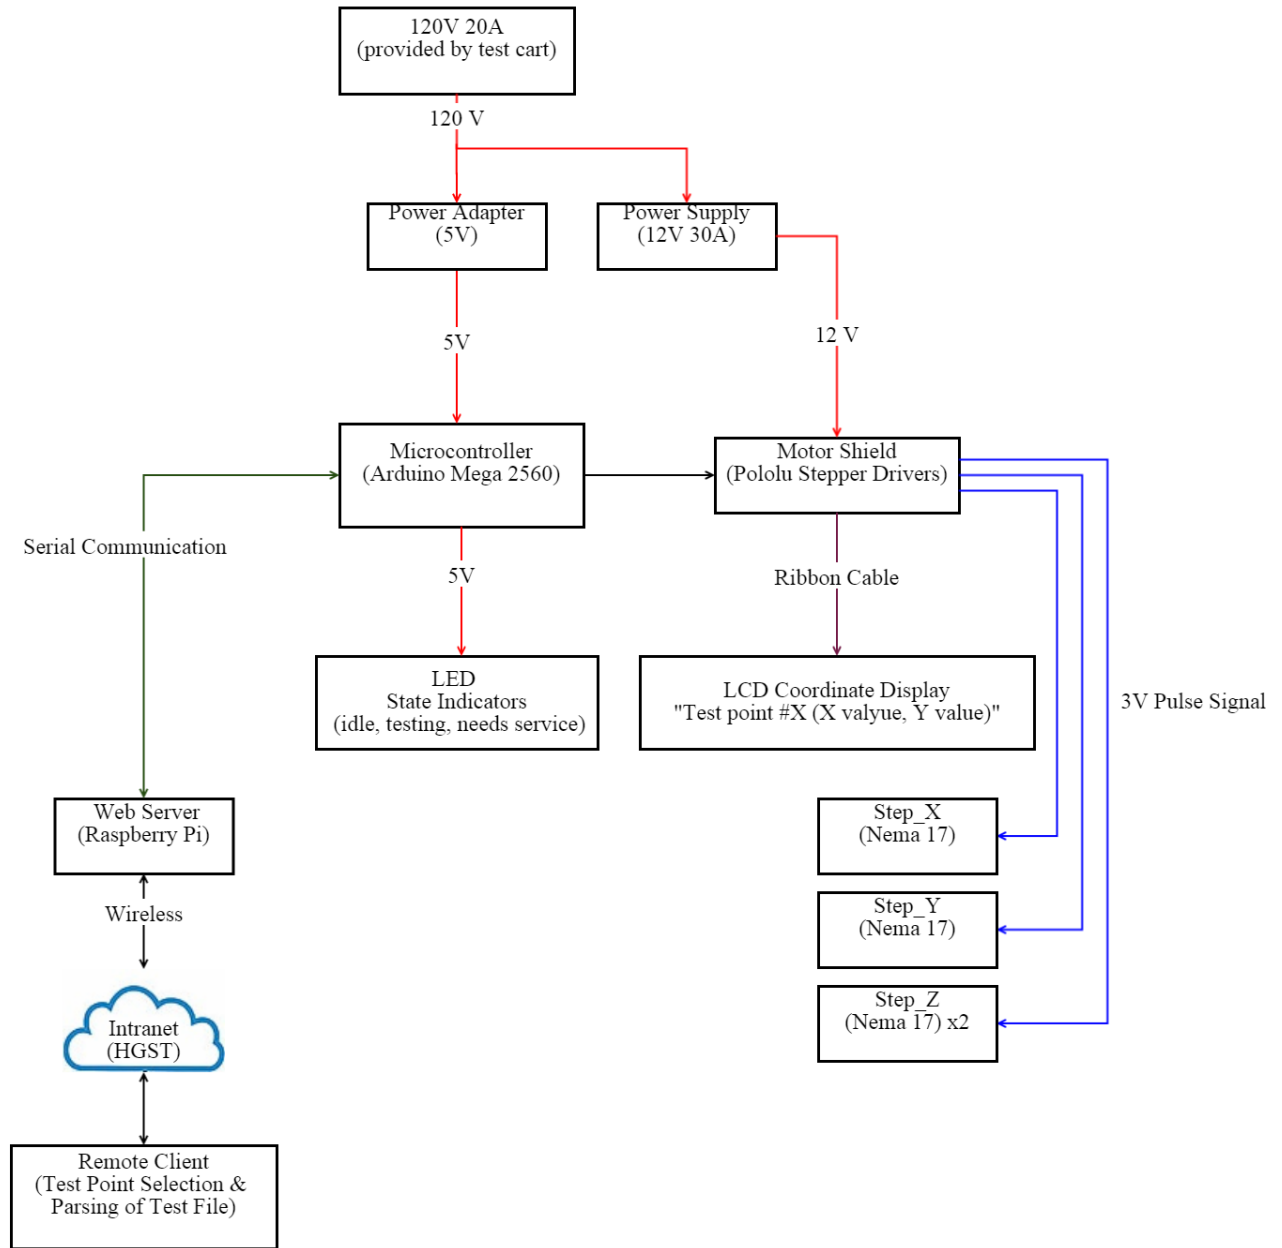 120V 20A
(provided by test cart)
120 V
Power Adapter
(5V)
Power Supply
(12V 30A)
5V
12 V
Microcontroller
(Arduino Mega 2560)
Motor Shield
(Pololu Stepper Drivers)
Serial Communication
5V
Ribbon Cable
LED
State Indicators
(idle, testing, needs service)
LCD Coordinate Display
"Test point #X (X valyue, Y value)"
3V Pulse Signal
Web Server
(Raspberry Pi)
Step_X
(Nema 17)
Wireless
Step_Y
(Nema 17)
Intranet
(HGST)
Step_Z
(Nema 17) x2
Remote Client
(Test Point Selection &
Parsing of Test File)